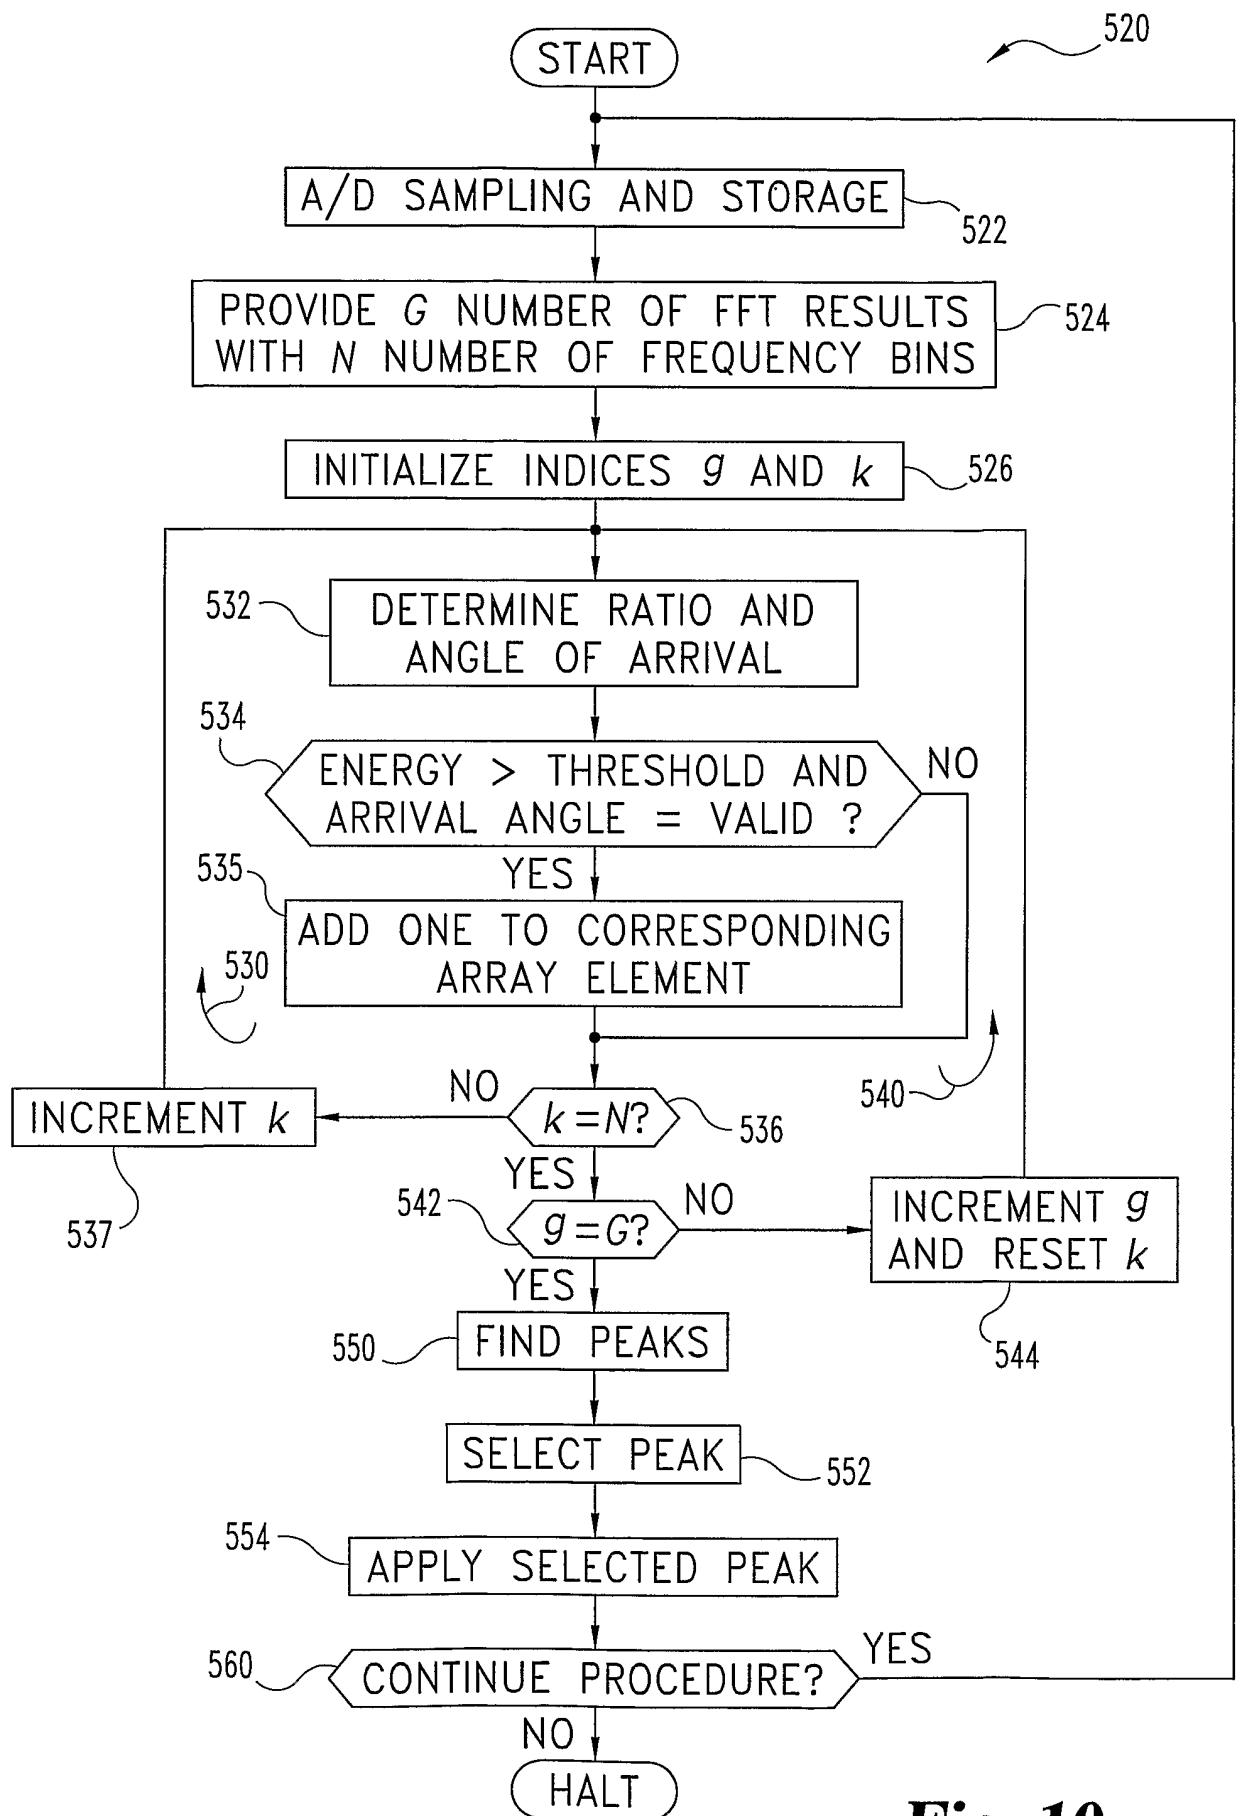 520
START
A/D SAMPLING AND STORAGE
522
PROVIDE G NUMBER OF FFT RESULTS
WITH N NUMBER OF FREQUENCY BINS
524
INITIALIZE INDICES g AND k
526
532
DETERMINE RATIO AND
ANGLE OF ARRIVAL
534
ENERGY > THRESHOLD AND
ARRIVAL ANGLE = VALID ?
NO
YES
535
ADD ONE TO CORRESPONDING
ARRAY ELEMENT
530
540
NO
INCREMENT k
k = N?
536
537
YES
542
g = G?
NO
INCREMENT g
AND RESET k
544
YES
550
FIND PEAKS
SELECT PEAK
552
554
APPLY SELECTED PEAK
560
CONTINUE PROCEDURE?
YES
NO
HALT
Fig. 10